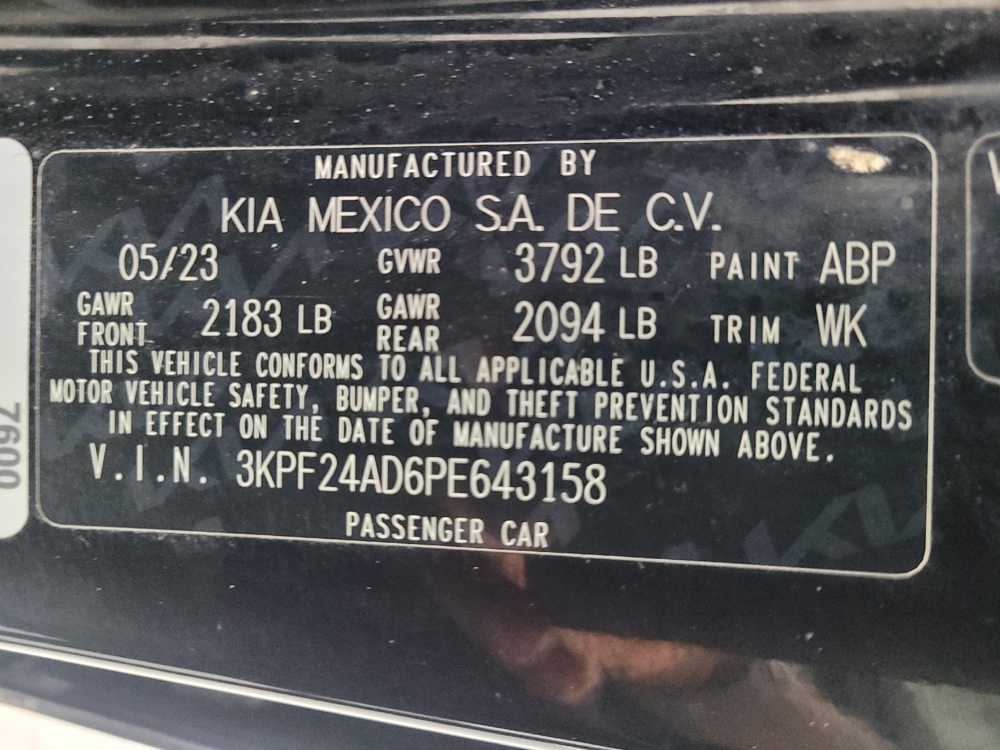 MANUFACTURED BY
KIA MEXICO S.A. DE C.V.
05/23 GVWR 3792 LB PAINT ABP
GAWR FRONT 2183 LB GAWR REAR 2094 LB TRIM WK
THIS VEHICLE CONFORMS TO ALL APPLICABLE U.S.A. FEDERAL
MOTOR VEHICLE SAFETY, BUMPER, AND THEFT PREVENTION STANDARDS
IN EFFECT ON THE DATE OF MANUFACTURE SHOWN ABOVE.
V.I.N. 3KPF24AD6PE643158
PASSENGER CAR